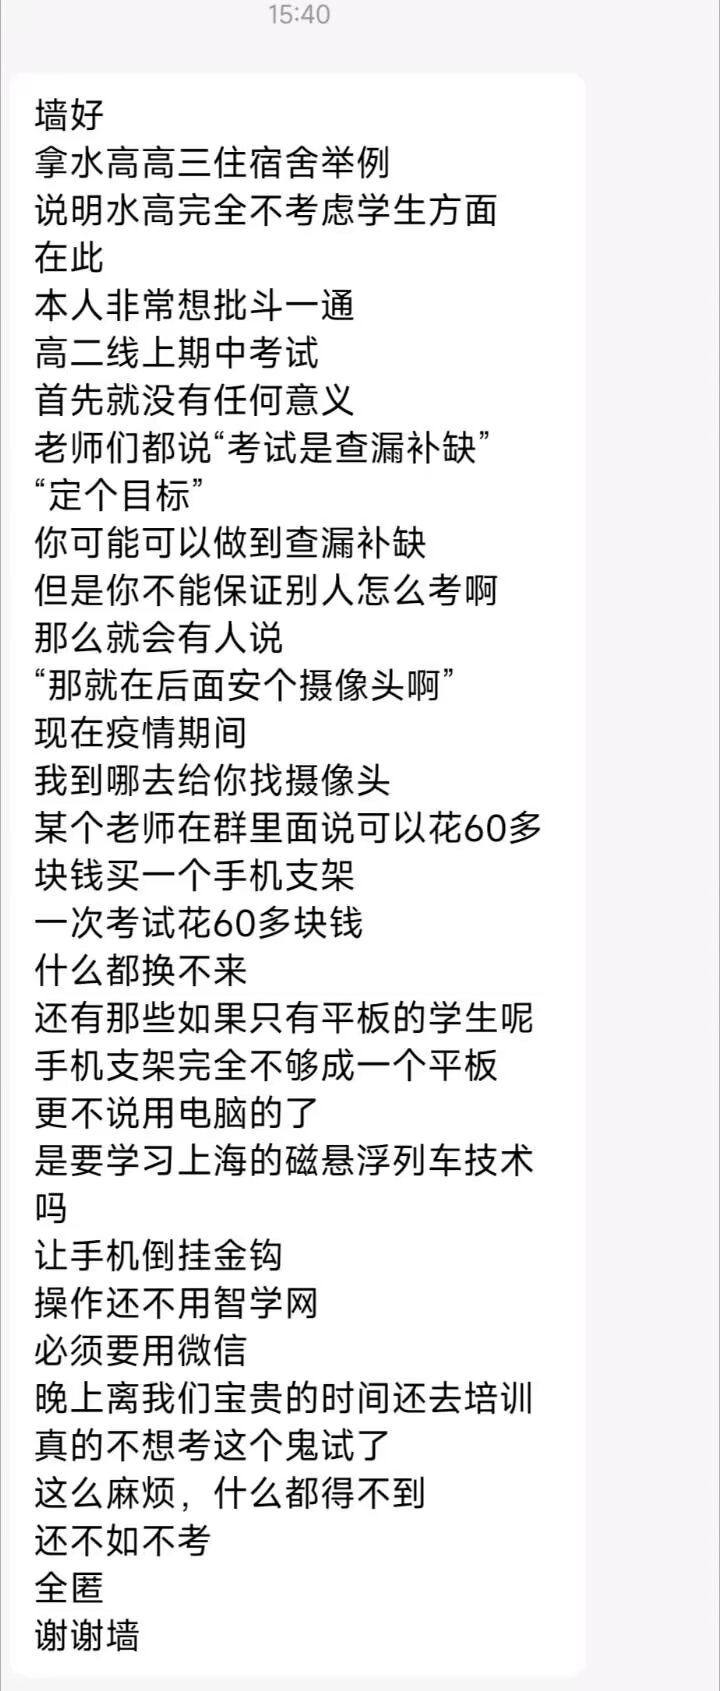 15:40
墙好
拿水高高三住宿舍举例
说明水高完全不考虑学生方面
在此
本人非常想批斗一通
高二线上期中考试
首先就没有任何意义
老师们都说“考试是查漏补缺”
“定个目标”
你可能可以做到查漏补缺
但是你不能保证别人怎么考啊
那么就会有人说
“那就在后面安个摄像头啊”
现在疫情期间
我到哪去给你找摄像头
某个老师在群里面说可以花60多
块钱买一个手机支架
一次考试花60多块钱
什么都换不来
还有那些如果只有平板的学生呢
手机支架完全不够成一个平板
更不说用电脑的了
是要学习上海的磁悬浮列车技术
吗
让手机倒挂金钩
操作还不用智学网
必须要用微信
晚上离我们宝贵的时间还去培训
真的不想考这个鬼试了
这么麻烦，什么都得不到
还不如不考
全匿
谢谢墙